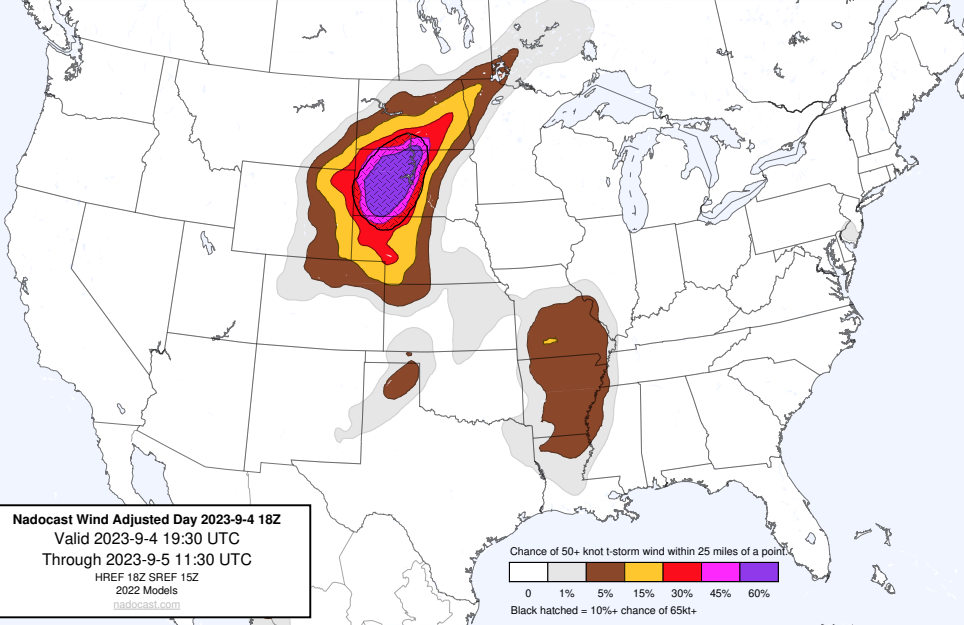 Nadocast Wind Adjusted Day 2023-9-4 18Z
Valid 2023-9-4 19:30 UTC
Through 2023-9-5 11:30 UTC
HREF 18Z SREF 15Z
2022 Models
nadocast.com
Chance of 50+ knot t-storm wind within 25 miles of a point.
0 1% 5% 15% 30% 45% 60%
Black hatched = 10%+ chance of 65kt+